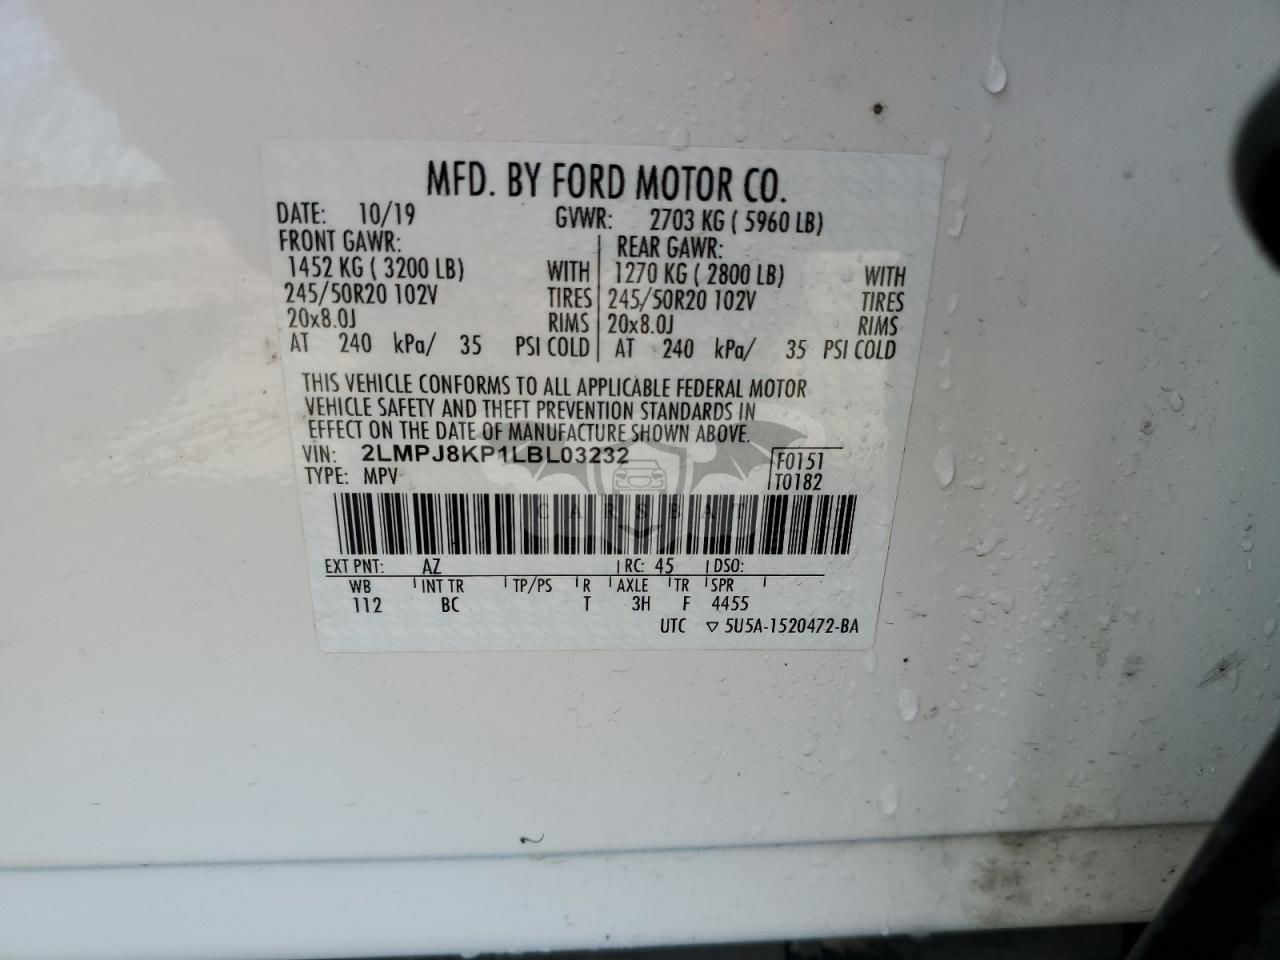 MFD. BY FORD MOTOR CO.
DATE: 10/19 GVWR: 2703 KG ( 5960 LB)
FRONT GAWR: REAR GAWR:
1452 KG ( 3200 LB) WITH 1270 KG ( 2800 LB) WITH
245/50R20 102V TIRES 245/50R20 102V TIRES
20x8.0J RIMS 20x8.0J RIMS
AT 240 kPa/ 35 PSI COLD AT 240 kPa/ 35 PSI COLD
THIS VEHICLE CONFORMS TO ALL APPLICABLE FEDERAL MOTOR
VEHICLE SAFETY AND THEFT PREVENTION STANDARDS IN
EFFECT ON THE DATE OF MANUFACTURE SHOWN ABOVE.
VIN: 2LMPJ8KP1LBL03232 F0151
TYPE: MPV T0182
CARSBAT
EXT PNT: AZ RC: 45 DSO:
WB INT TR TP/PS R AXLE TR SPR
112 BC T 3H F 4455
UTC ▽ 5U5A-1520472-BA